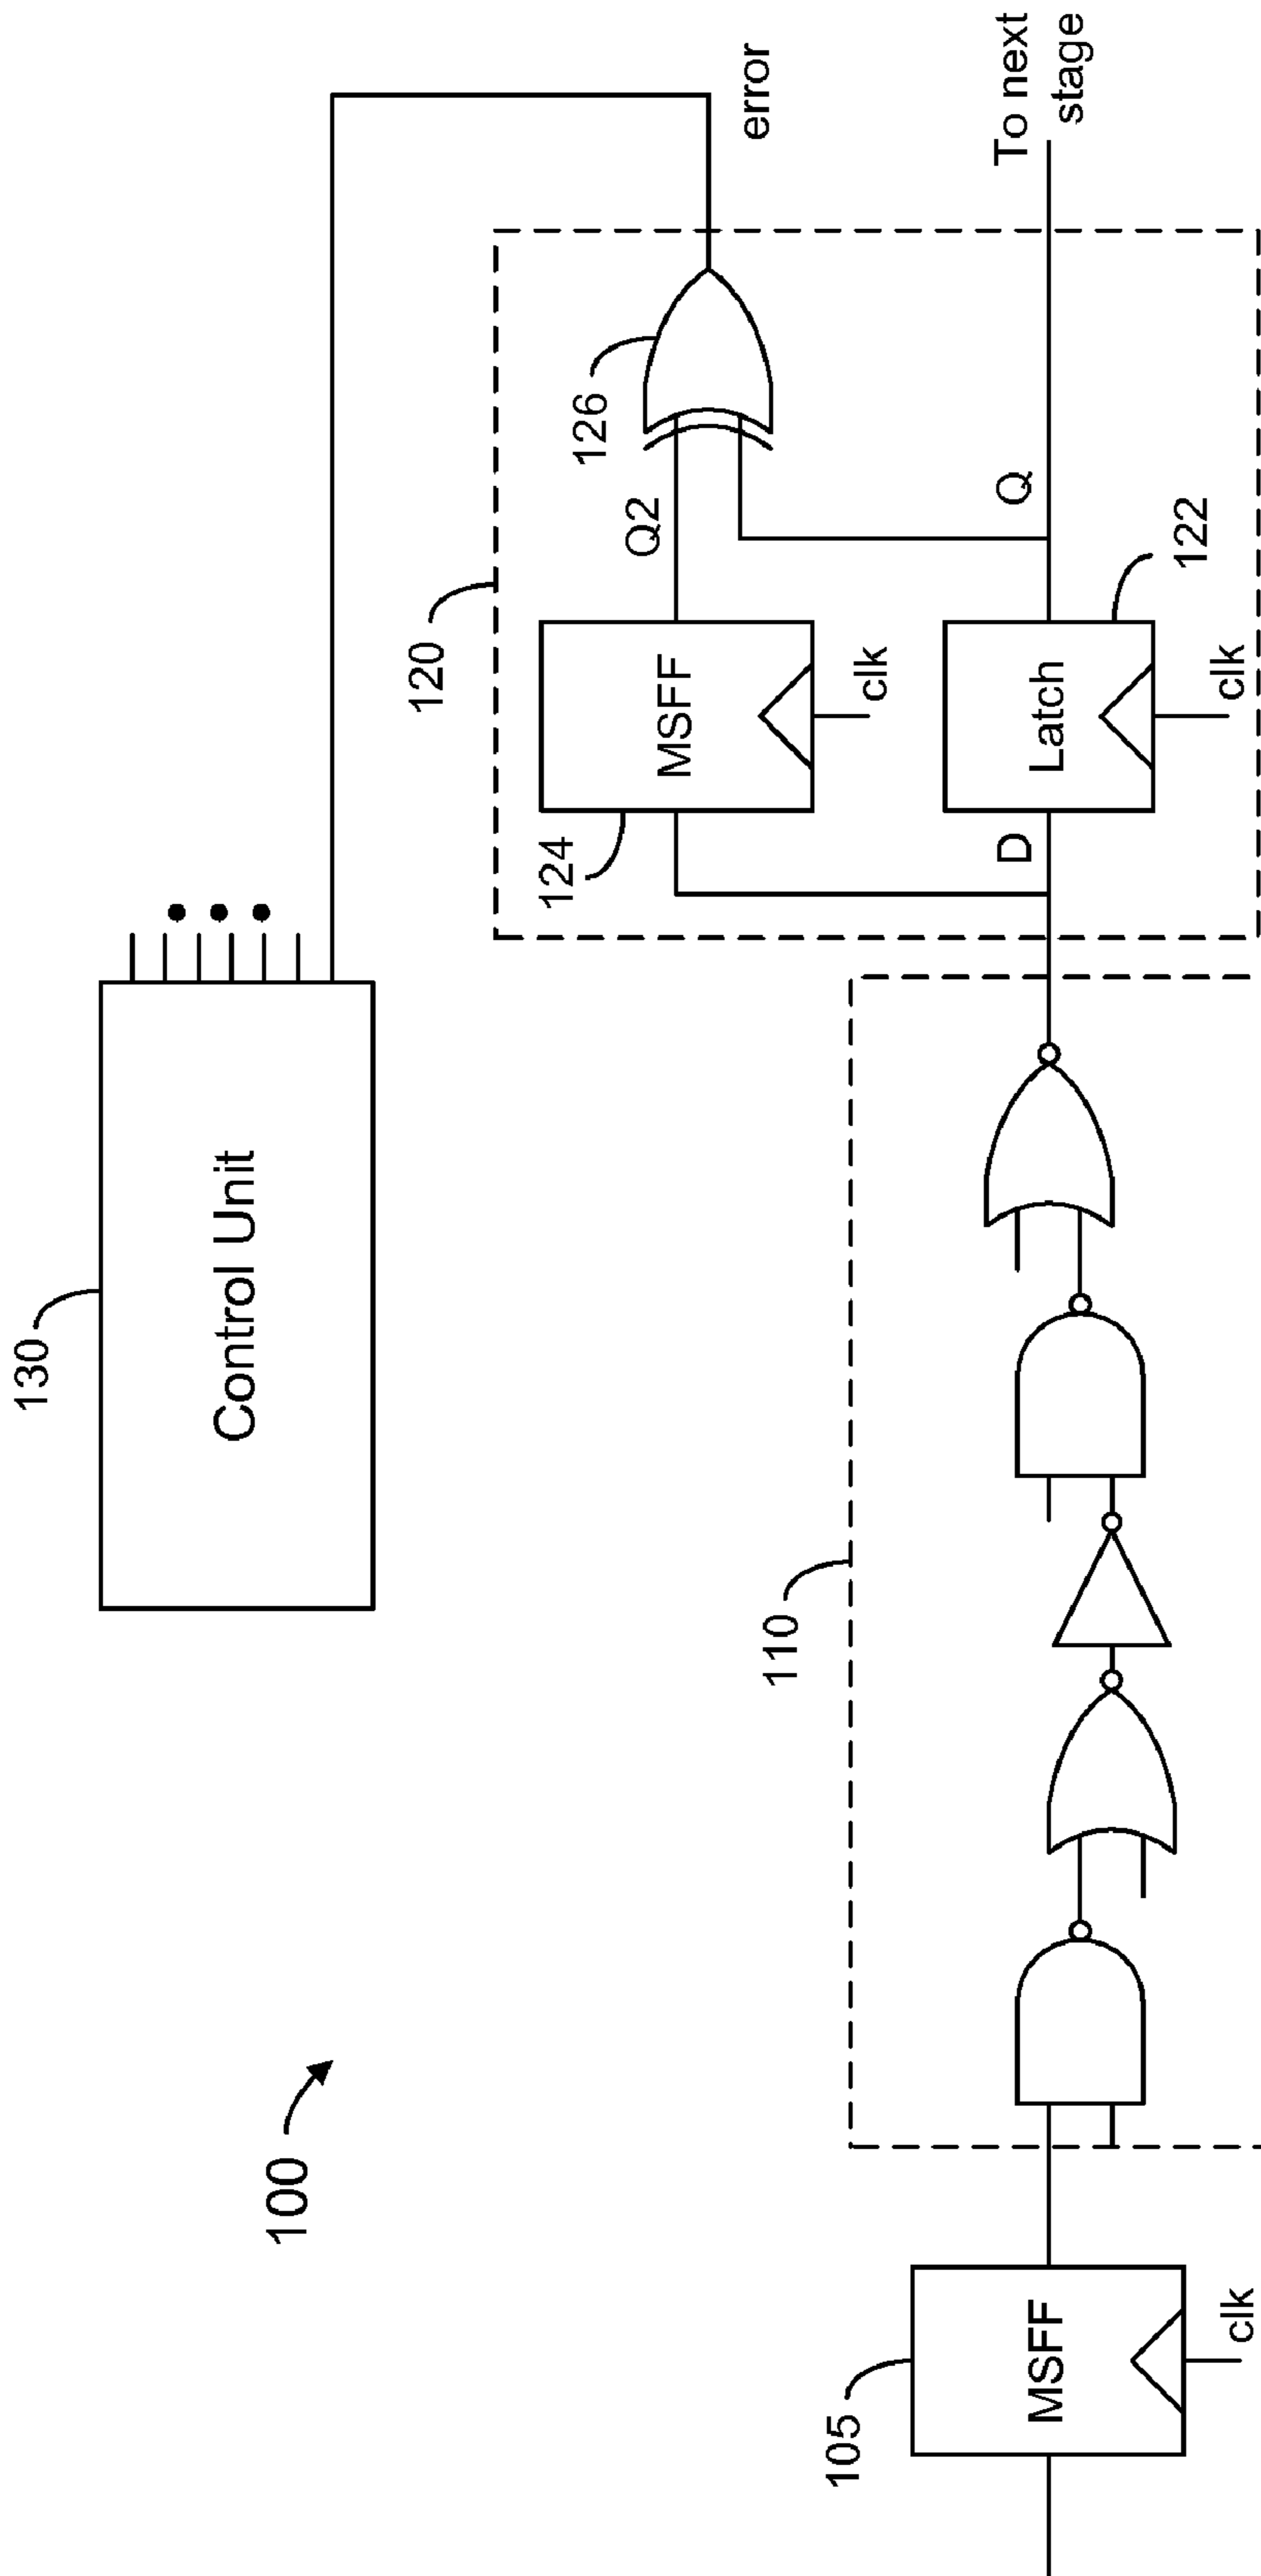 130
Control Unit
100
error
120
126
Q2
MSFF
124
clk
To next
stage
Q
D
Latch
122
clk
110
105
MSFF
clk